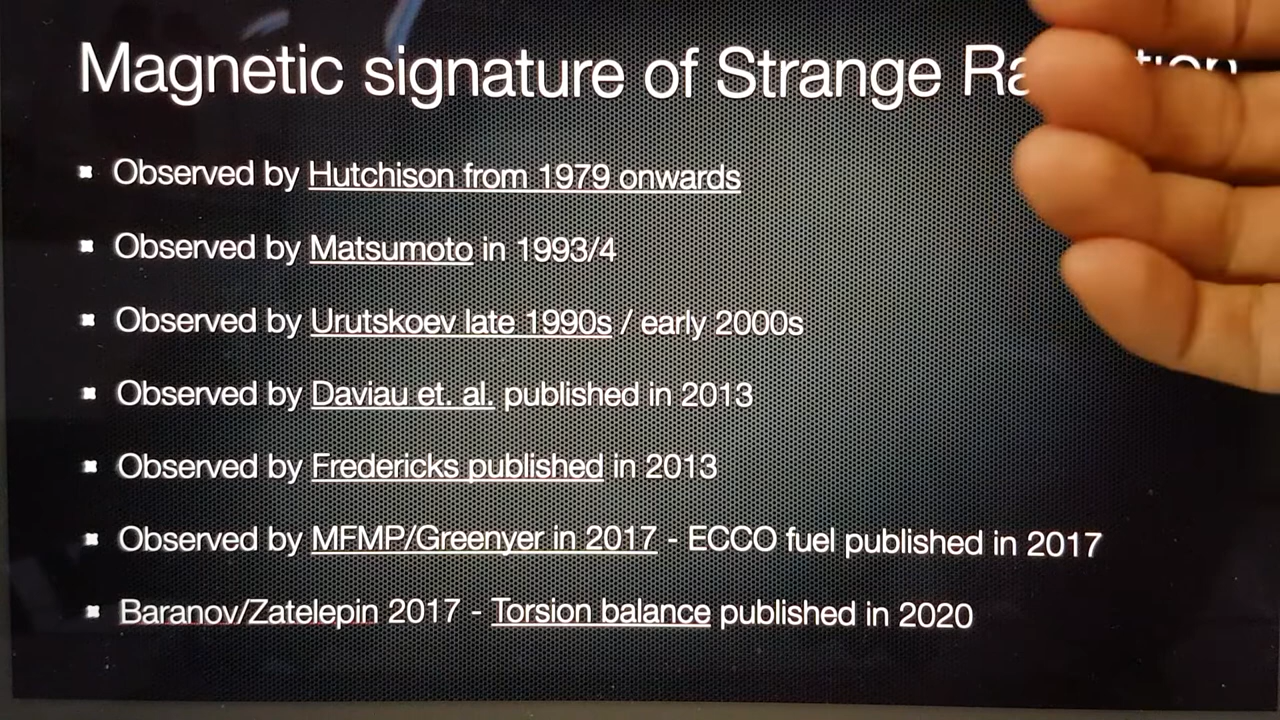 Magnetic signature of Strange
Observed by Hutchison from 1979 onwards
Observed by Matsumoto in 1993/4
Observed by Urutskoev late 1990s / early 2000s
Observed by Daviau et. al. published in 2013
Observed by Fredericks published in 2013
Observed by MFMP/Greenyer in 2017 - ECCO fuel published in 2017
Baranov/Zatelepin 2017 - Torsion balance published in 2020